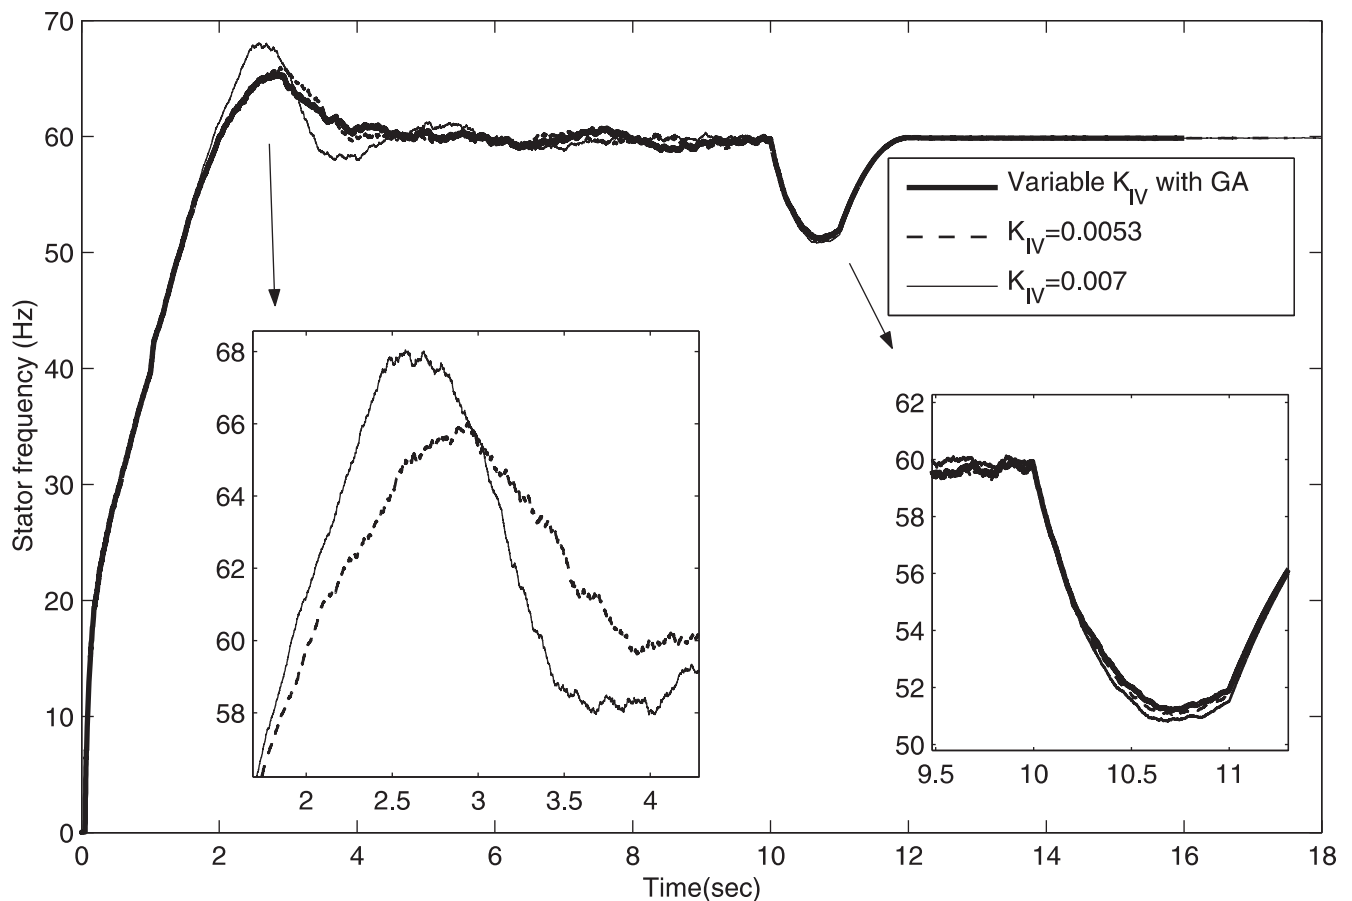 70
60
50
40
30
20
10
0
Stator frequency (Hz)
0 2 4 6 8 10 12 14 16 18
Time(sec)
Variable K_IV with GA
K_IV=0.0053
K_IV=0.007
68
66
64
62
60
58
2 2.5 3 3.5 4
62
60
58
56
54
52
50
9.5 10 10.5 11